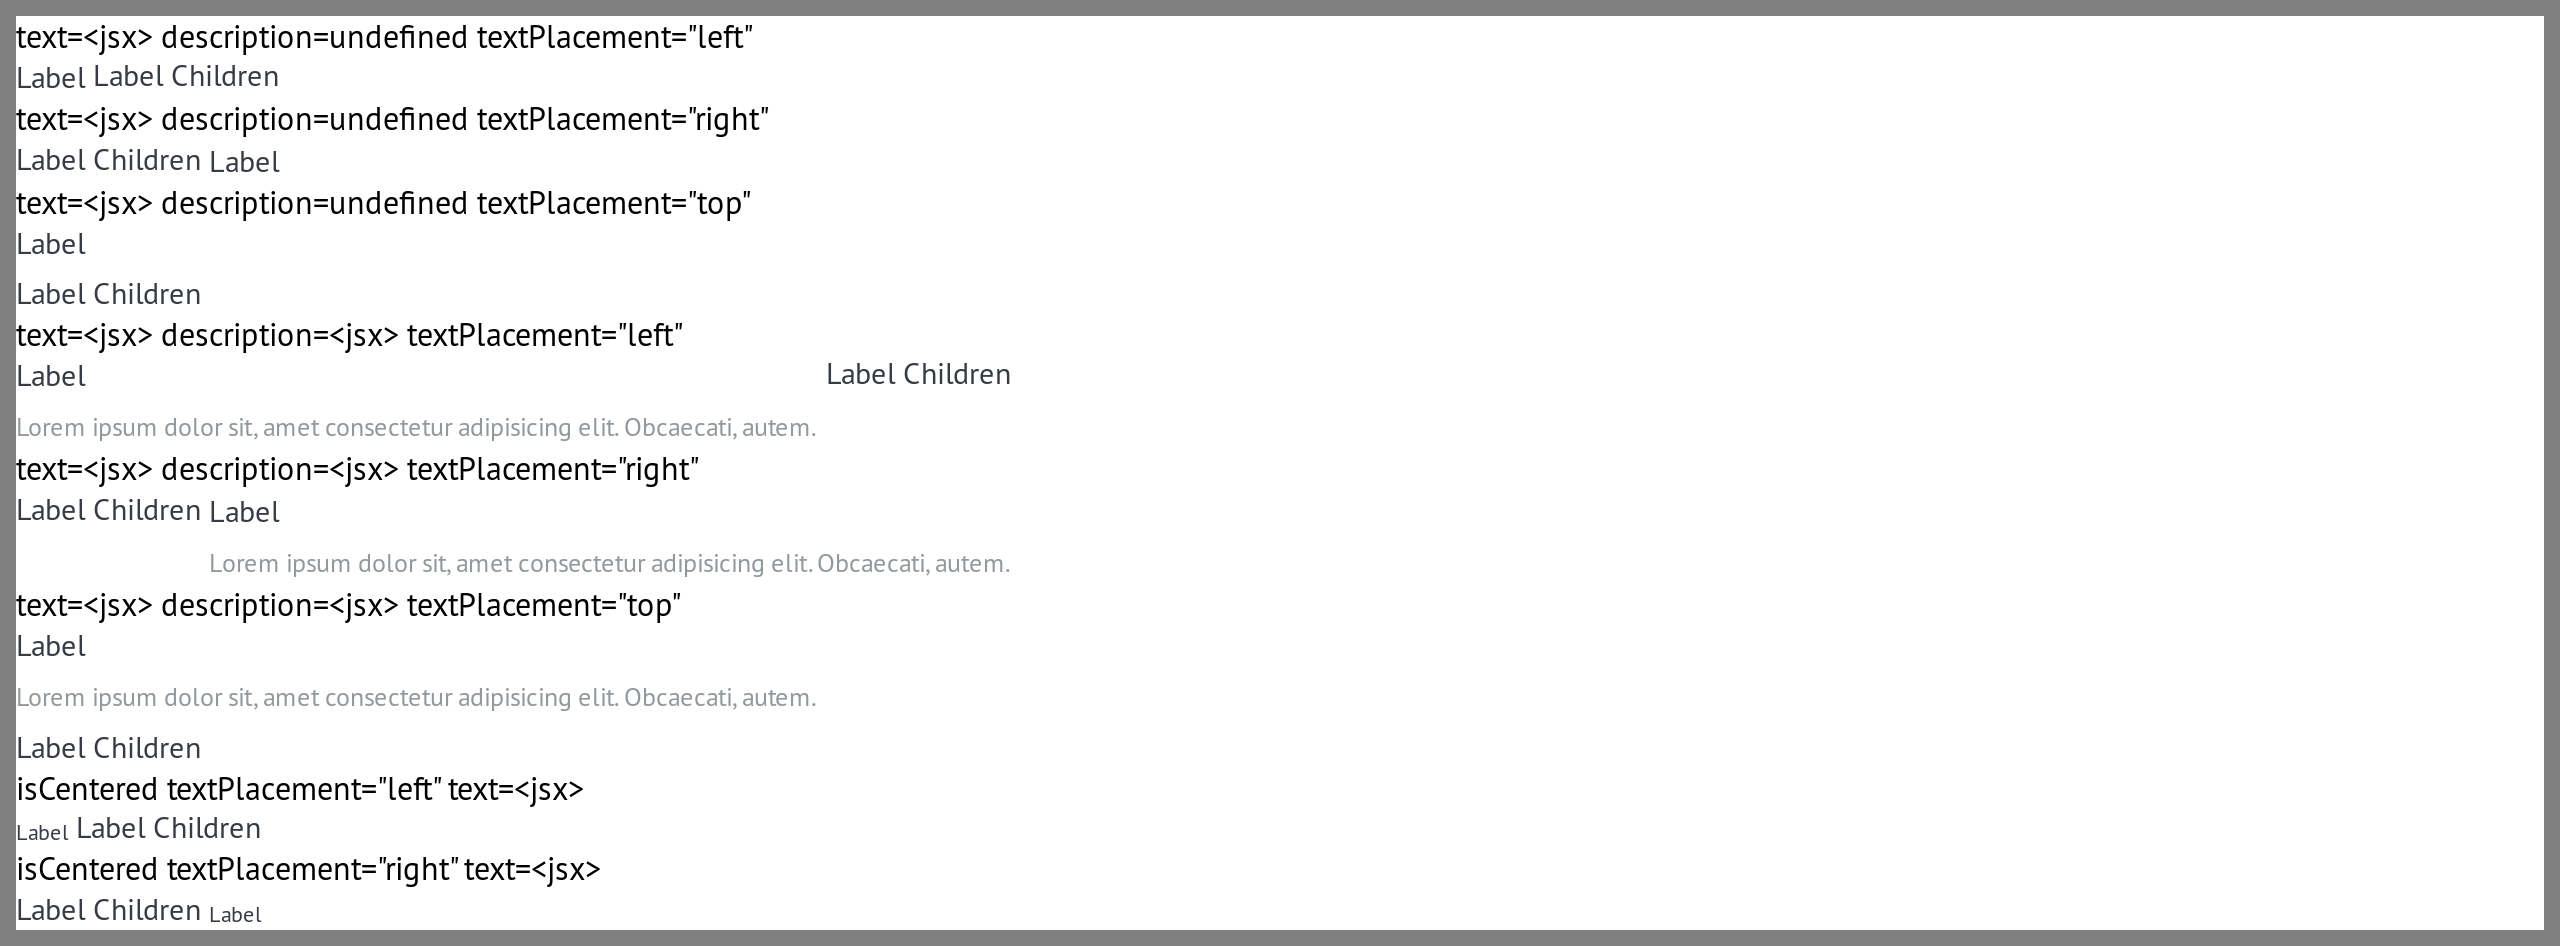 text=<jsx> description=undefined textPlacement="left"
Label Label Children
text=<jsx> description=undefined textPlacement="right"
Label Children Label
text=<jsx> description=undefined textPlacement="top"
Label
Label Children
text=<jsx> description=<jsx> textPlacement="left"
Label Label Children
Lorem ipsum dolor sit, amet consectetur adipisicing elit. Obcaecati, autem.
text=<jsx> description=<jsx> textPlacement="right"
Label Children Label
Lorem ipsum dolor sit, amet consectetur adipisicing elit. Obcaecati, autem.
text=<jsx> description=<jsx> textPlacement="top"
Label
Lorem ipsum dolor sit, amet consectetur adipisicing elit. Obcaecati, autem.
Label Children
isCentered textPlacement="left" text=<jsx>
Label Label Children
isCentered textPlacement="right" text=<jsx>
Label Children Label